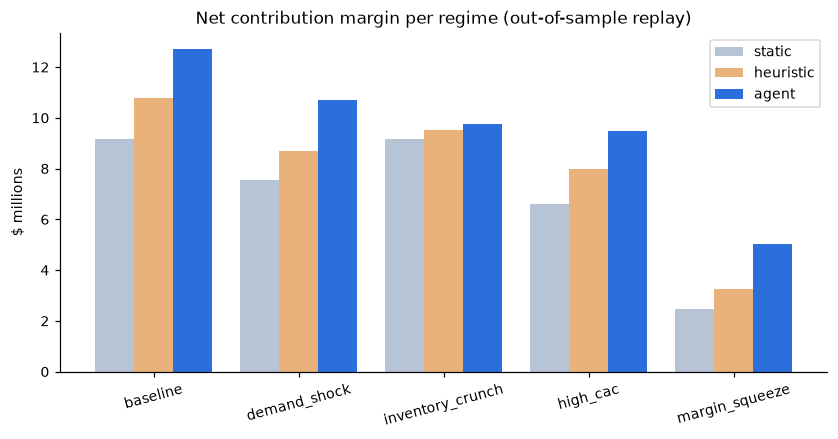 Net contribution margin per regime (out-of-sample replay)
static
heuristic
agent
$ millions
12
10
8
6
4
2
0
baseline
demand_shock
inventory_crunch
high_cac
margin_squeeze